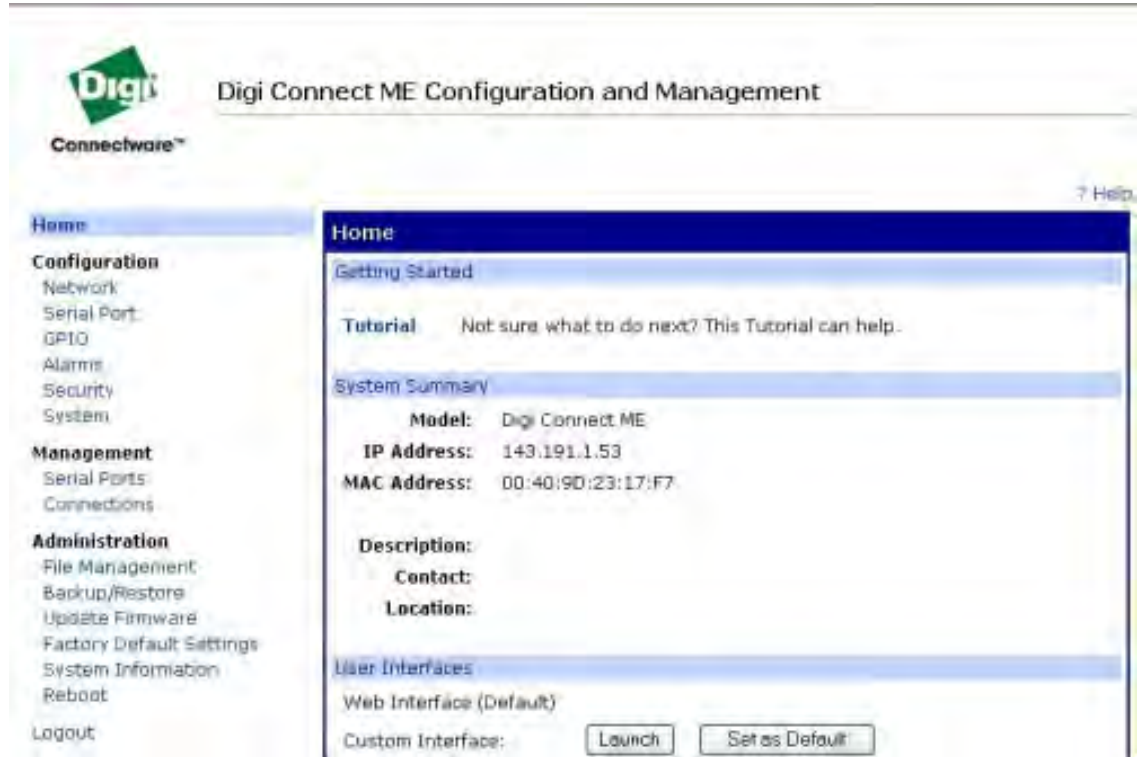 Digi
Connectware™
Digi Connect ME Configuration and Management
? Help
Home
Configuration
Network
Serial Port
GPIO
Alarms
Security
System
Management
Serial Ports
Connections
Administration
File Management
Backup/Restore
Update Firmware
Factory Default Settings
System Information
Reboot
Logout
Home
Getting Started
Tutorial Not sure what to do next? This Tutorial can help.
System Summary
Model: Digi Connect ME
IP Address: 143.191.1.53
MAC Address: 00:40:9D:23:17:F7
Description:
Contact:
Location:
User Interfaces
Web Interface (Default)
Custom Interface: Launch Set as Default